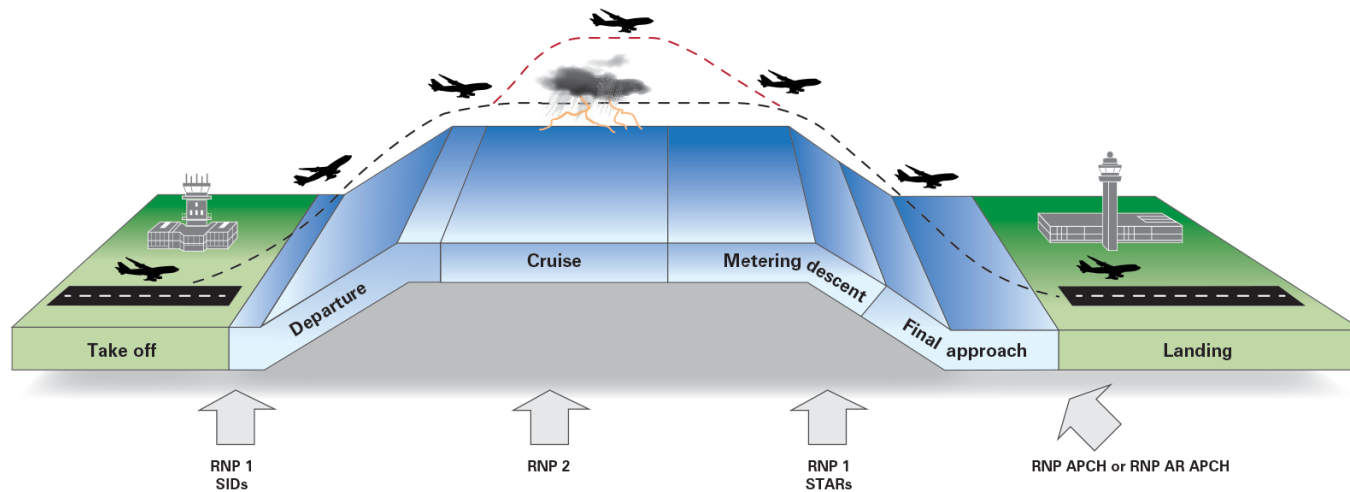 Take off
Departure
Cruise
Metering descent
Final approach
Landing
RNP 1
SIDs
RNP 2
RNP 1
STARs
RNP APCH or RNP AR APCH